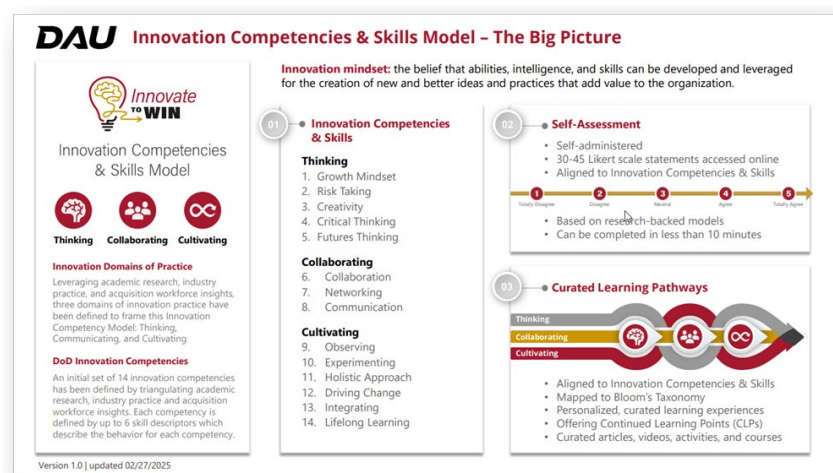 DAU Innovation Competencies & Skills Model – The Big Picture
Innovate
TO WIN
Innovation Competencies
& Skills Model
Thinking Collaborating Cultivating
Innovation Domains of Practice
Leveraging academic research, industry
practice, and acquisition workforce insights,
three domains of innovation practice have
been defined to frame this Innovation
Competency Model: Thinking,
Communicating, and Cultivating
DoD Innovation Competencies
An initial set of 14 innovation competencies
has been defined by triangulating academic
research, industry practice and acquisition
workforce insights. Each competency is
defined by up to 6 skill descriptors which
describe the behavior for each competency.
Version 1.0 | updated 02/27/2025
Innovation mindset: the belief that abilities, intelligence, and skills can be developed and leveraged
for the creation of new and better ideas and practices that add value to the organization.
01
Innovation Competencies
& Skills
Thinking
1. Growth Mindset
2. Risk Taking
3. Creativity
4. Critical Thinking
5. Futures Thinking
Collaborating
6. Collaboration
7. Networking
8. Communication
Cultivating
9. Observing
10. Experimenting
11. Holistic Approach
12. Driving Change
13. Integrating
14. Lifelong Learning
02
Self-Assessment
• Self-administered
• 30-45 Likert scale statements accessed online
• Aligned to Innovation Competencies & Skills
1 2 3 4 5
Totally Disagree Disagree Neutral Agree Totally Agree
• Based on research-backed models
• Can be completed in less than 10 minutes
03
Curated Learning Pathways
Thinking
Collaborating
Cultivating
• Aligned to Innovation Competencies & Skills
• Mapped to Bloom's Taxonomy
• Personalized, curated learning experiences
• Offering Continued Learning Points (CLPs)
• Curated articles, videos, activities, and courses